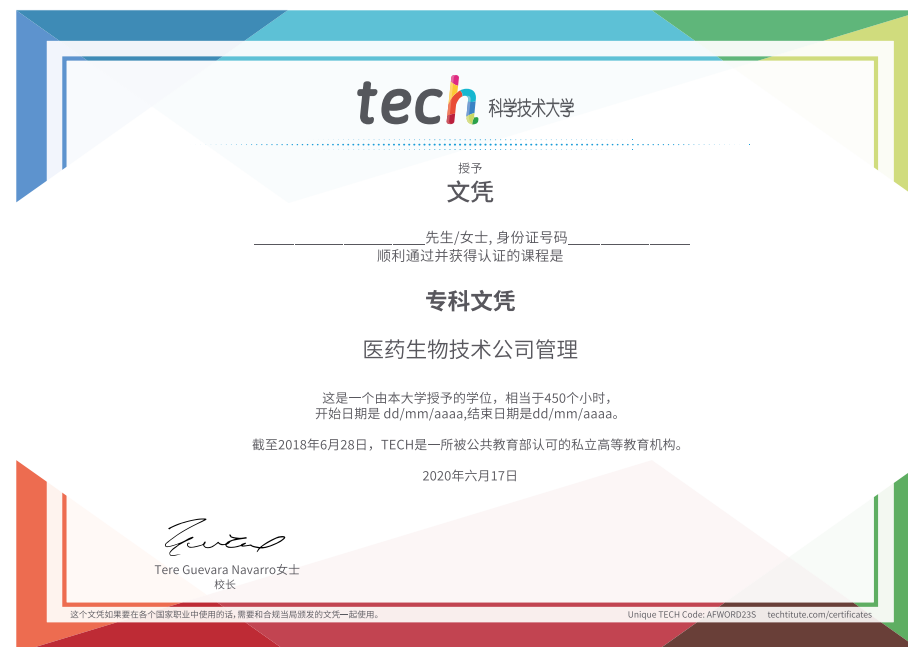 tech 科学技术大学
授予
文凭
____________________先生/女士, 身份证号码______________
顺利通过并获得认证的课程是
专科文凭
医药生物技术公司管理
这是一个由本大学授予的学位，相当于450个小时，
开始日期是 dd/mm/aaaa,结束日期是dd/mm/aaaa。
截至2018年6月28日，TECH是一所被公共教育部认可的私立高等教育机构。
2020年六月17日
Tere Guevara Navarro女士
校长
这个文凭如果要在各个国家职业中使用的话,需要和合规当局颁发的文凭一起使用。
Unique TECH Code: AFWORD23S techtitute.com/certificates